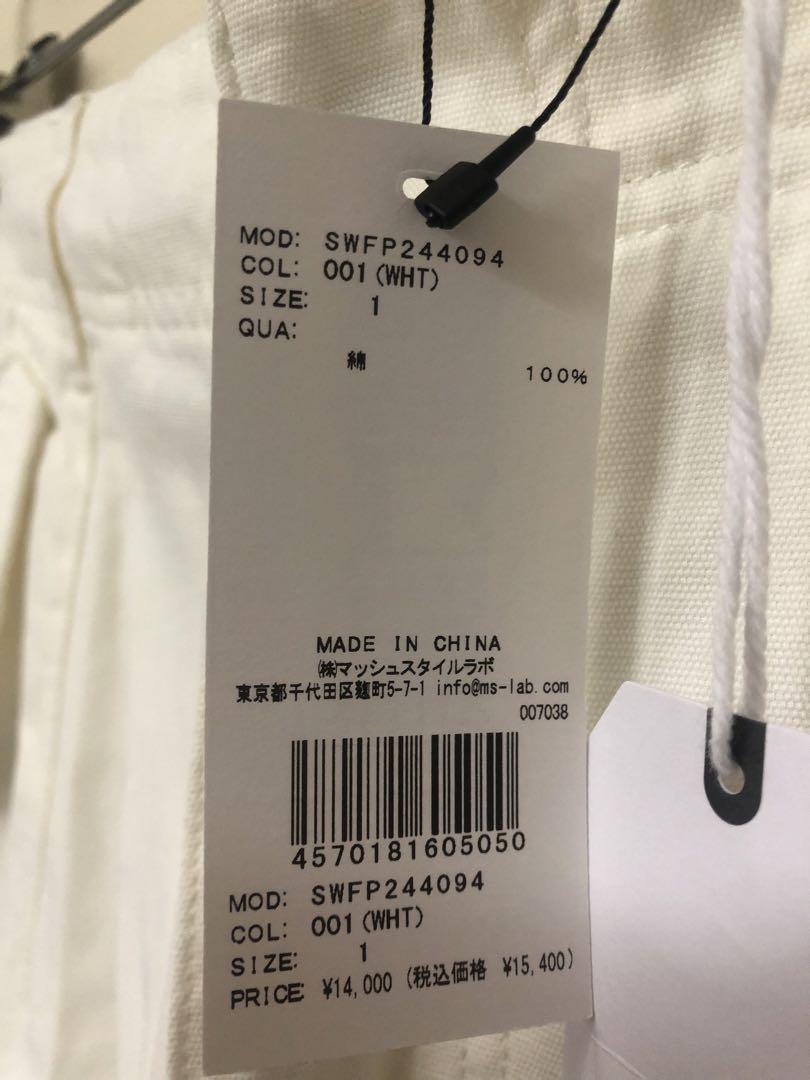 MOD: SWFP244094
COL: 001(WHT)
SIZE: 1
QUA:
綿 100%
MADE IN CHINA
㈱マッシュスタイルラボ
東京都千代田区麹町5-7-1 info@ms-lab.com
007038
4570181605050
MOD: SWFP244094
COL: 001(WHT)
SIZE: 1
PRICE: ¥14,000 (税込価格 ¥15,400)